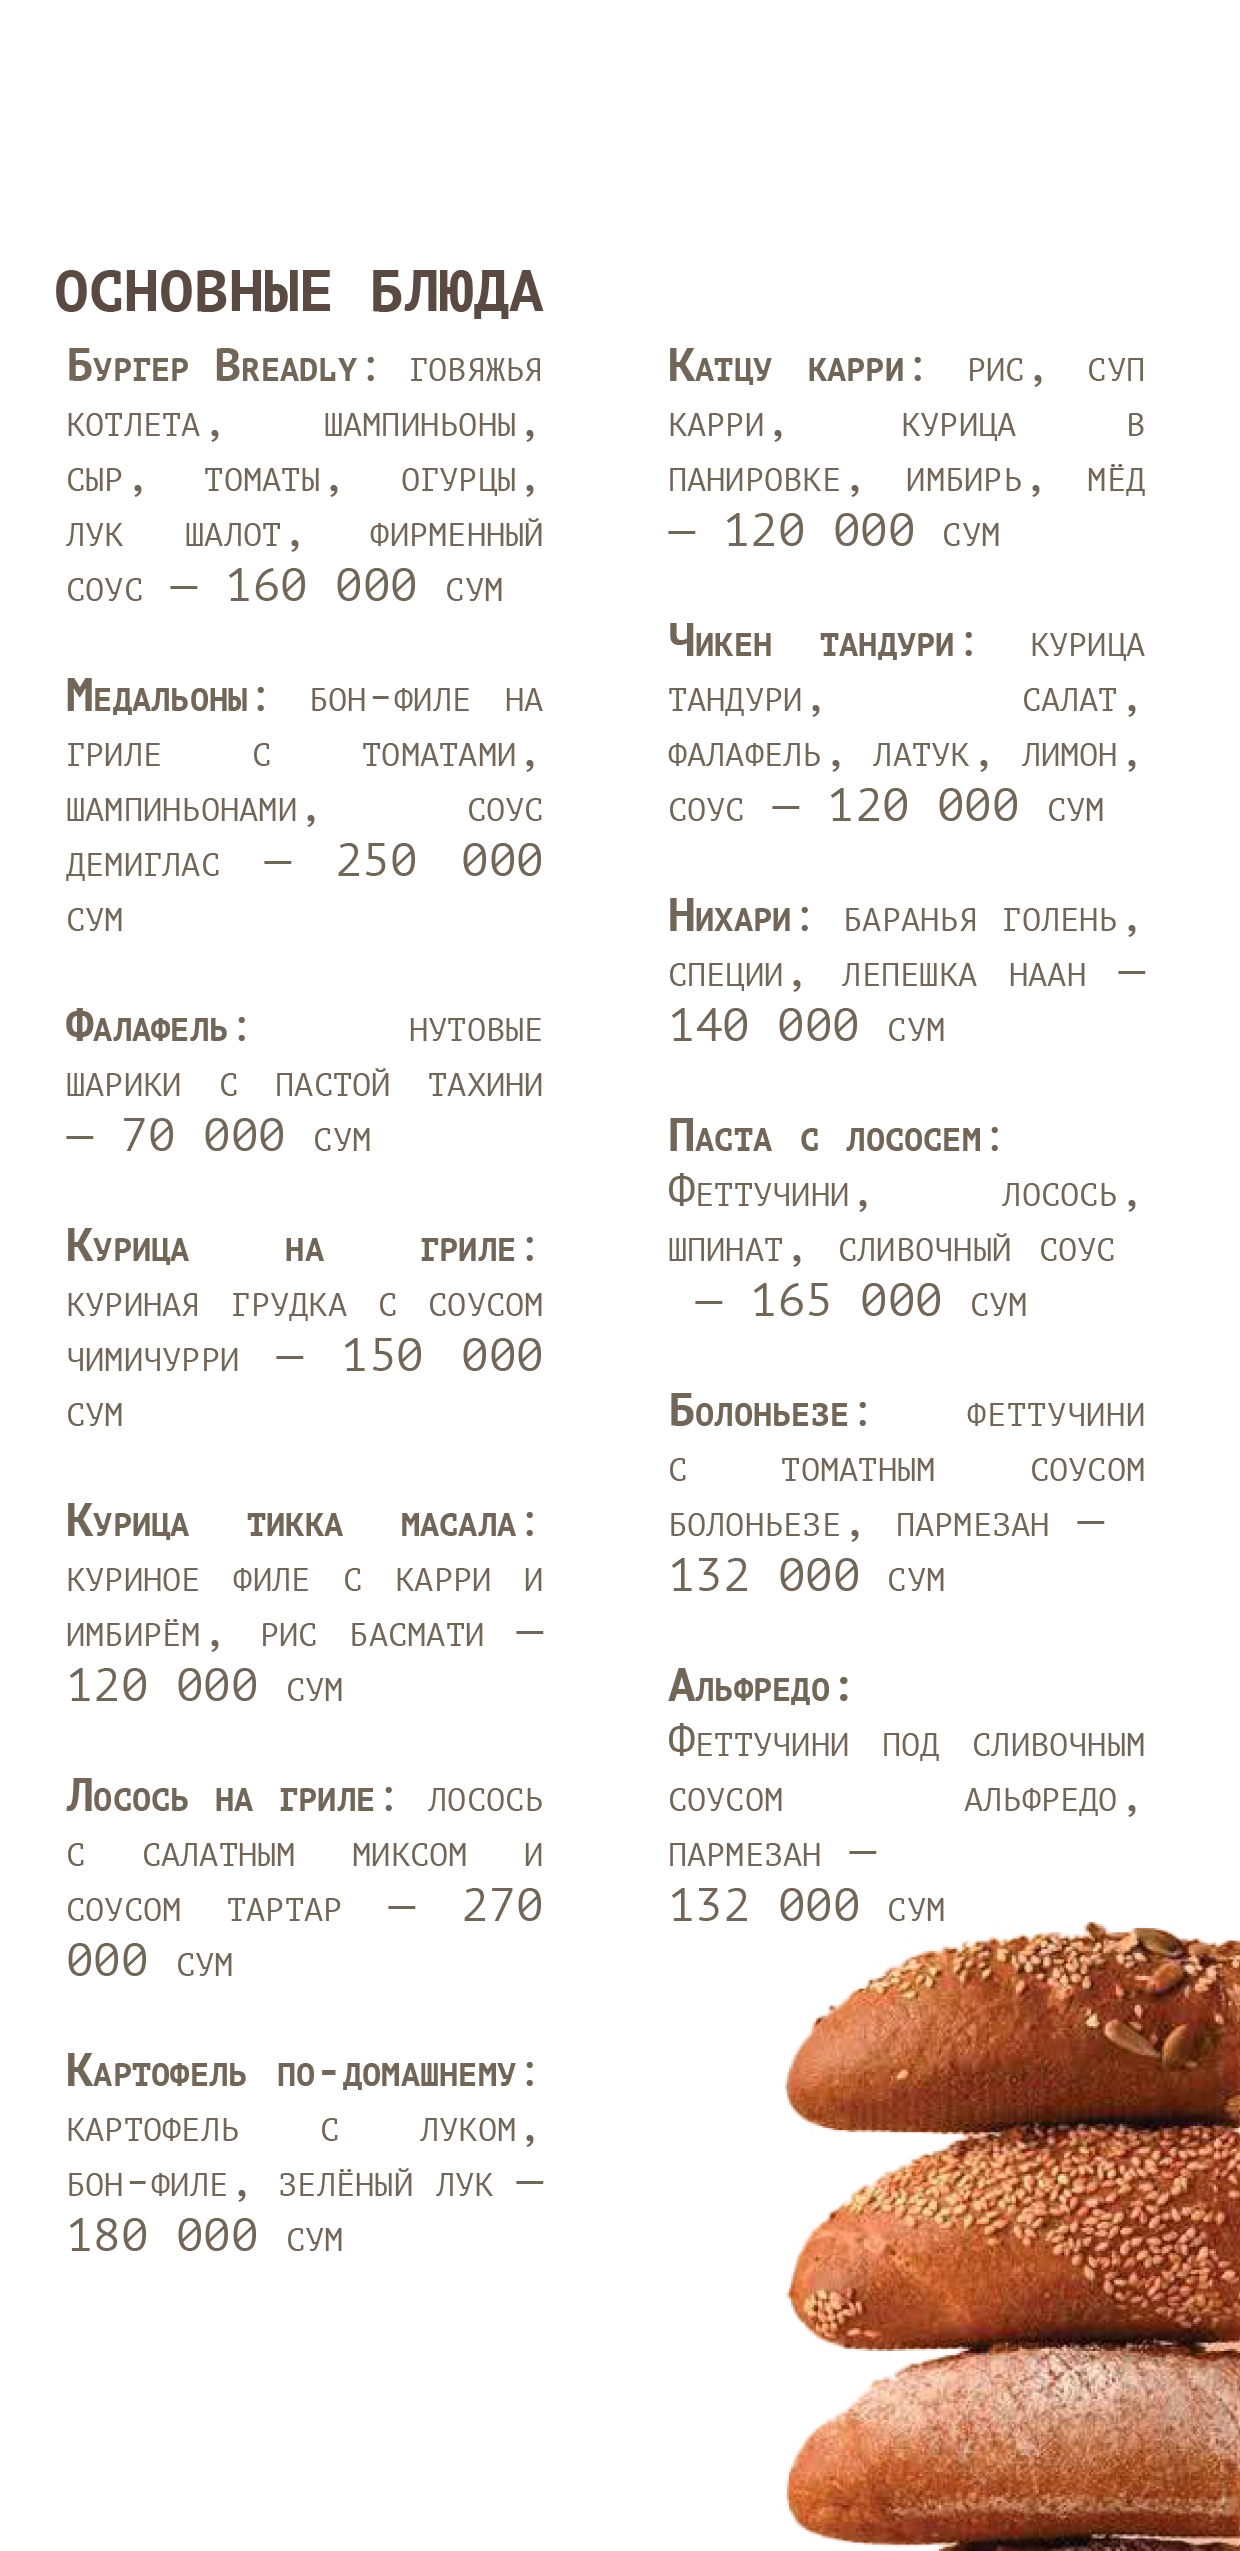 ОСНОВНЫЕ БЛЮДА
Бургер Breadly: говяжья
котлета, шампиньоны,
сыр, томаты, огурцы,
лук шалот, фирменный
соус – 160 000 сум
Медальоны: бон-филе на
гриле с томатами,
шампиньонами, соус
демиглас – 250 000
сум
Фалафель: нутовые
шарики с пастой тахини
– 70 000 сум
Курица на гриле:
куриная грудка с соусом
чимичурри – 150 000
сум
Курица тикка масала:
куриное филе с карри и
имбирём, рис басмати –
120 000 сум
Лосось на гриле: лосось
с салатным миксом и
соусом тартар – 270
000 сум
Картофель по-домашнему:
картофель с луком,
бон-филе, зелёный лук –
180 000 сум
Катцу карри: рис, суп
карри, курица в
панировке, имбирь, мёд
– 120 000 сум
Чикен тандури: курица
тандури, салат,
фалафель, латук, лимон,
соус – 120 000 сум
Нихари: баранья голень,
специи, лепешка наан –
140 000 сум
Паста с лососем:
Феттучини, лосось,
шпинат, сливочный соус
– 165 000 сум
Болоньезе: феттучини
с томатным соусом
болоньезе, пармезан –
132 000 сум
Альфредо:
Феттучини под сливочным
соусом альфредо,
пармезан –
132 000 сум